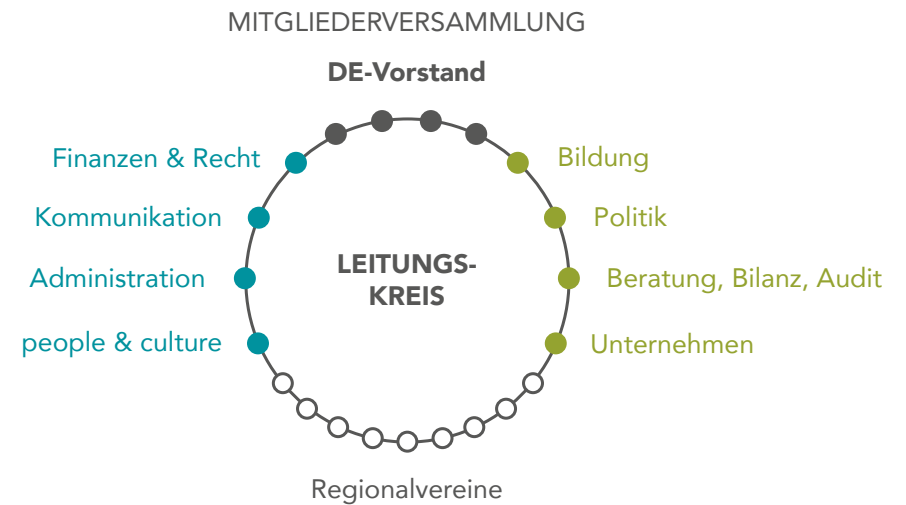 MITGLIEDERVERSAMMLUNG
DE-Vorstand
Finanzen & Recht
Kommunikation
Administration
people & culture
LEITUNGS-
KREIS
Bildung
Politik
Beratung, Bilanz, Audit
Unternehmen
Regionalvereine